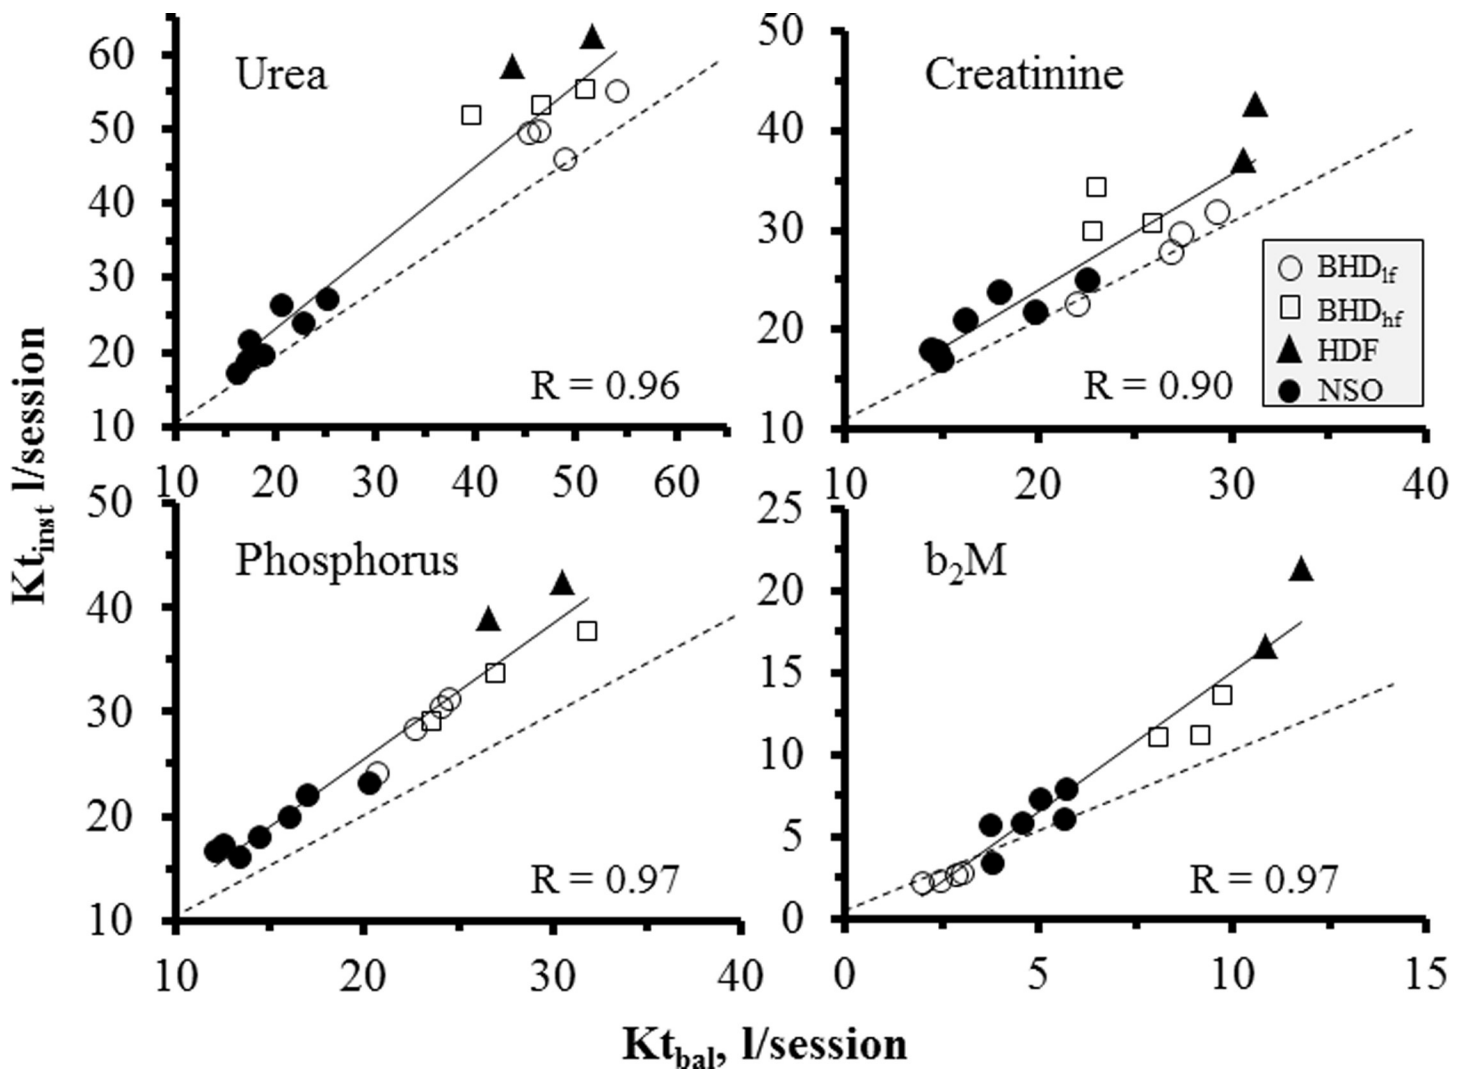 Urea
60
50
40
30
20
10
R = 0.96
10 20 30 40 50 60
Creatinine
50
40
30
20
10
BHDlf
BHDhf
HDF
NSO
R = 0.90
10 20 30 40
Ktinst l/session
Phosphorus
50
40
30
20
10
R = 0.97
10 20 30 40
b2M
25
20
15
10
5
0
R = 0.97
0 5 10 15
Ktbal, l/session